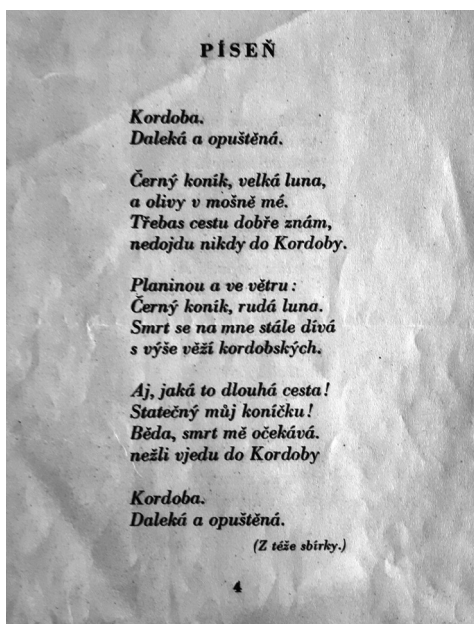 PÍSEŇ
Kordoba.
Daleká a opuštěná.
Černý koník, velká luna,
a olivy v mošně mé.
Třebas cestu dobře znám,
nedojdu nikdy do Kordoby.
Planinou a ve větru:
Černý koník, rudá luna.
Smrt se na mne stále dívá
s výše věží kordobských.
Aj, jaká to dlouhá cesta!
Statečný můj koníčku!
Běda, smrt mě očekává.
nežli vjedu do Kordoby
Kordoba.
Daleká a opuštěná.
(Z téže sbírky.)
4